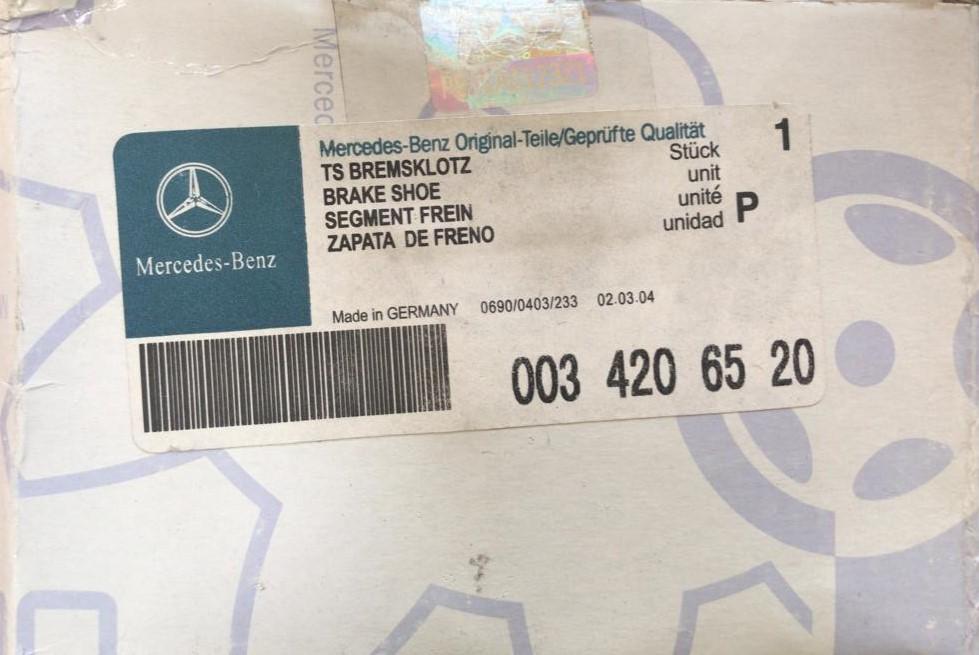 Merced
Mercedes-Benz
Mercedes-Benz Original-Teile/Geprüfte Qualität
TS BREMSKLOTZ
BRAKE SHOE
SEGMENT FREIN
ZAPATA DE FRENO
Stück 1
unit
unité P
unidad
Made in GERMANY 0690/0403/233 02.03.04
003 420 65 20